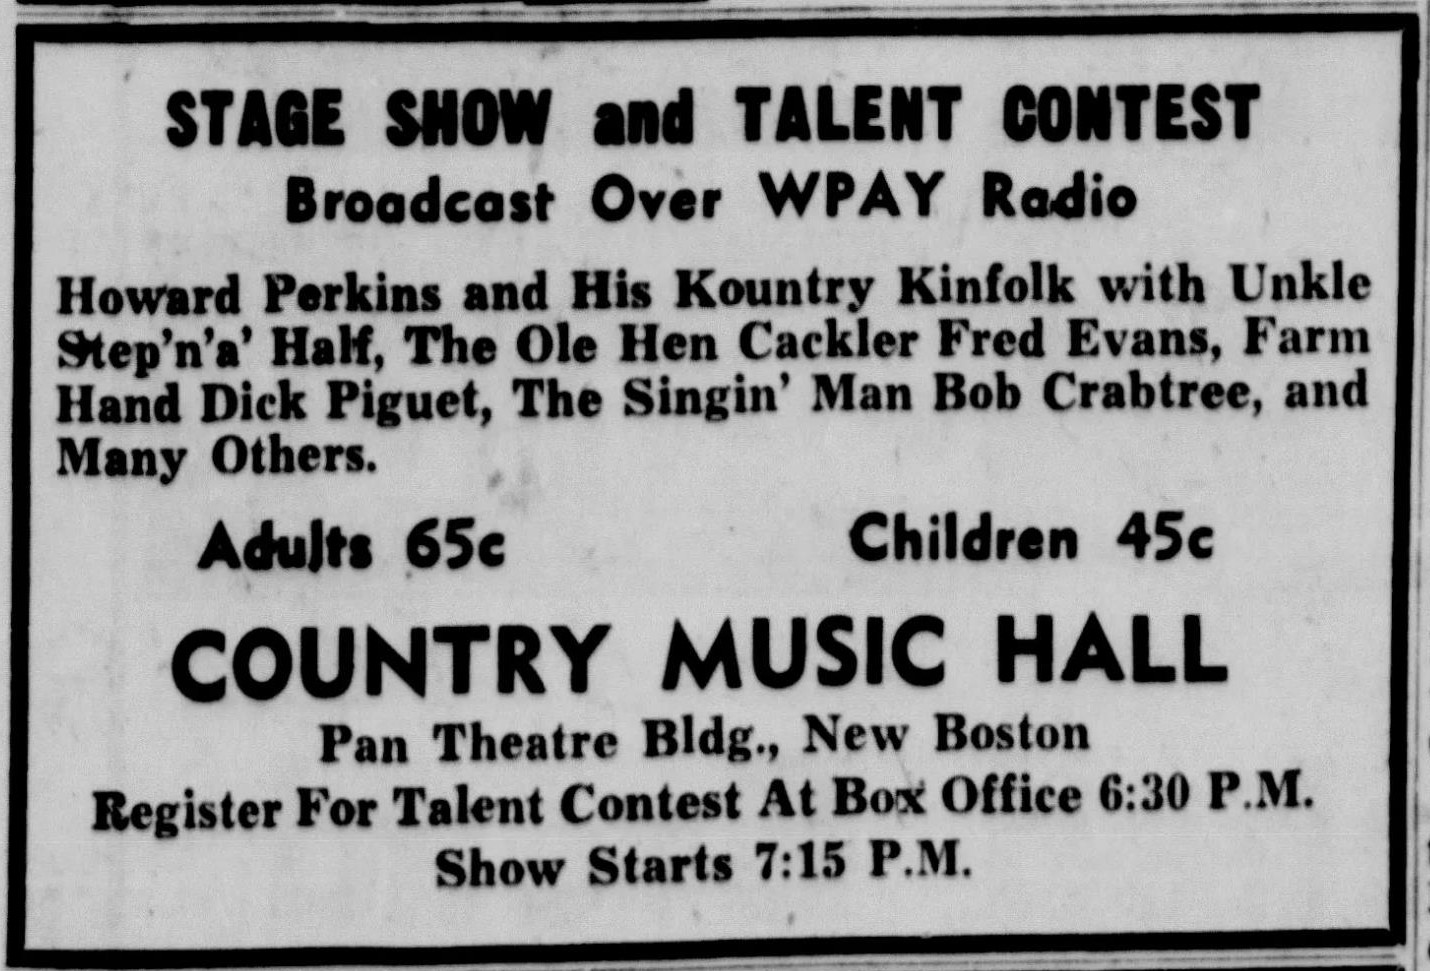 STAGE SHOW and TALENT CONTEST
Broadcast Over WPAY Radio
Howard Perkins and His Kountry Kinfolk with Unkle
Step'n'a' Half, The Ole Hen Cackler Fred Evans, Farm
Hand Dick Piguet, The Singin' Man Bob Crabtree, and
Many Others.
Adults 65c Children 45c
COUNTRY MUSIC HALL
Pan Theatre Bldg., New Boston
Register For Talent Contest At Box Office 6:30 P.M.
Show Starts 7:15 P.M.